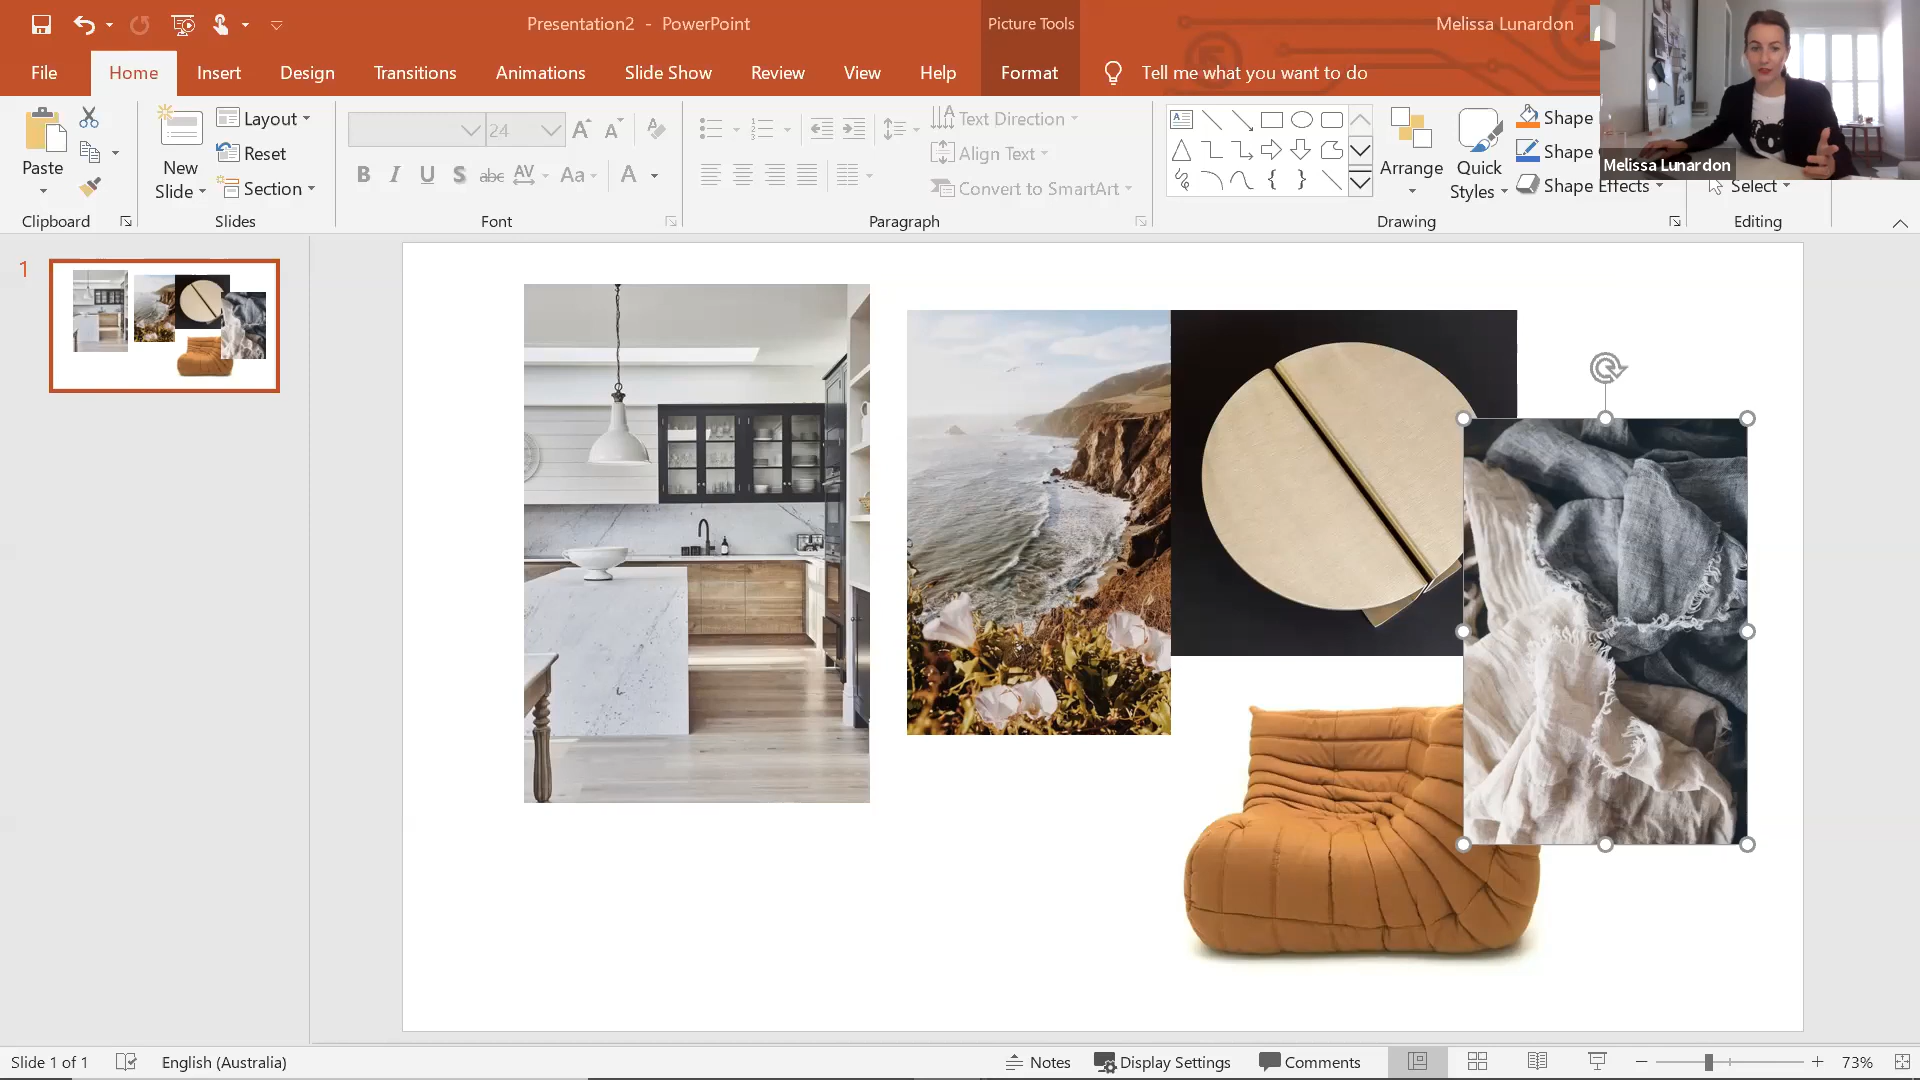 Presentation2 - PowerPoint
Picture Tools
Melissa Lunardon
File
Home
Insert
Design
Transitions
Animations
Slide Show
Review
View
Help
Format
Tell me what you want to do
Paste
Clipboard
New
Slide
Layout
Reset
Section
Slides
24
B I U S abc AV Aa A
Font
Text Direction
Align Text
Convert to SmartArt
Paragraph
Arrange
Quick
Styles
Shape
Shape
Shape Effects
Drawing
Select
Editing
Melissa Lunardon
1
Slide 1 of 1
English (Australia)
Notes
Display Settings
Comments
73%